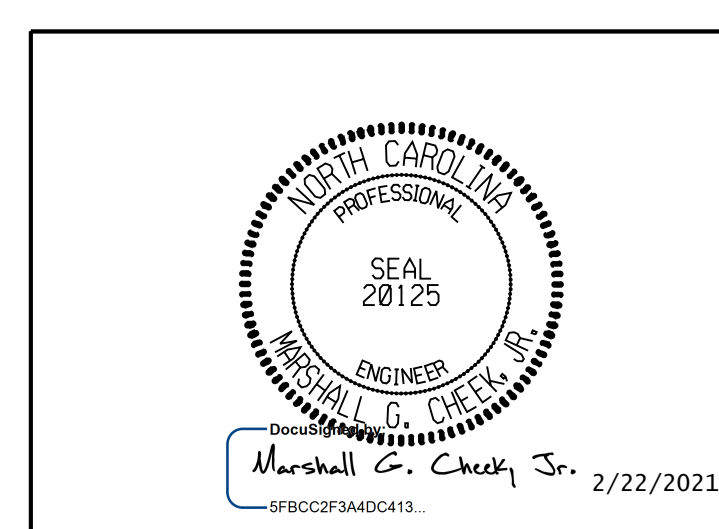 NORTH CAROLINA
PROFESSIONAL
SEAL
20125
ENGINEER
MARSHALL G. CHEEK, JR.
DocuSigned by:
Marshall G. Cheek, Jr.
2/22/2021
5FBCC2F3A4DC413...